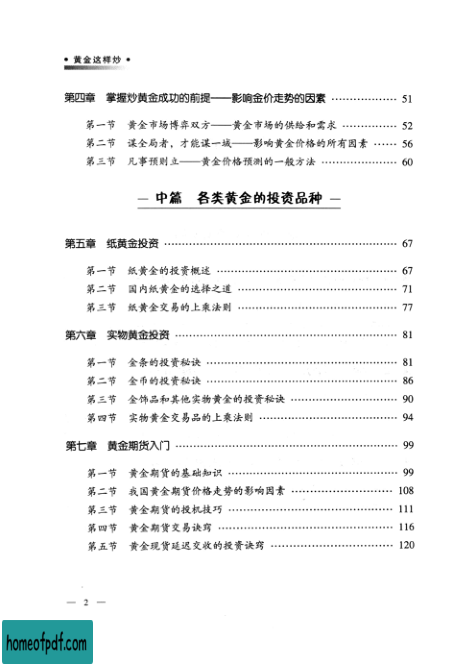 • 黄金这样炒 •
第四章 掌握炒黄金成功的前提——影响金价走势的因素 ………………… 51
第一节 黄金市场博弈双方——黄金市场的供给和需求 …………… 52
第二节 谋全局者，才能谋一域——影响黄金价格的所有因素 …… 56
第三节 凡事预则立——黄金价格预测的一般方法 ………………… 60
— 中篇 各类黄金的投资品种 —
第五章 纸黄金投资 ………………………………………………… 67
第一节 纸黄金的投资概述 ………………………………………… 67
第二节 国内纸黄金的选择之道 …………………………………… 71
第三节 纸黄金交易的上乘法则 …………………………………… 77
第六章 实物黄金投资 ……………………………………………… 81
第一节 金条的投资秘诀 …………………………………………… 81
第二节 金币的投资秘诀 …………………………………………… 86
第三节 金饰品和其他实物黄金的投资秘诀 ……………………… 90
第四节 实物黄金交易品的上乘法则 ……………………………… 94
第七章 黄金期货入门 ……………………………………………… 99
第一节 黄金期货的基础知识 ……………………………………… 99
第二节 我国黄金期货价格走势的影响因素 ……………………… 108
第三节 黄金期货的投机技巧 ……………………………………… 111
第四节 黄金期货交易诀窍 ………………………………………… 116
第五节 黄金现货延迟交收的投资诀窍 …………………………… 120
— 2 —
homeofpdf.com